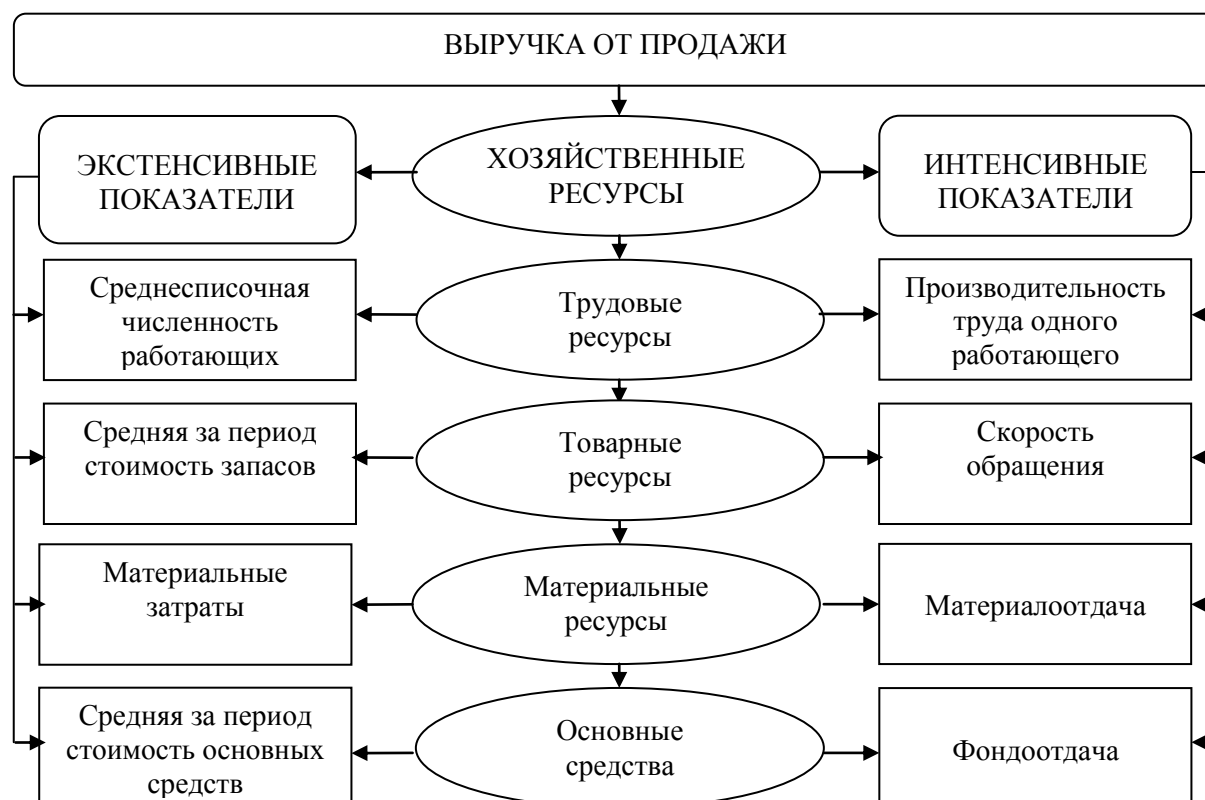 ВЫРУЧКА ОТ ПРОДАЖИ
ЭКСТЕНСИВНЫЕ
ПОКАЗАТЕЛИ
ХОЗЯЙСТВЕННЫЕ
РЕСУРСЫ
ИНТЕНСИВНЫЕ
ПОКАЗАТЕЛИ
Среднесписочная
численность
работающих
Трудовые
ресурсы
Производительность
труда одного
работающего
Средняя за период
стоимость запасов
Товарные
ресурсы
Скорость
обращения
Материальные
затраты
Материальные
ресурсы
Материалоотдача
Средняя за период
стоимость основных
средств
Основные
средства
Фондоотдача